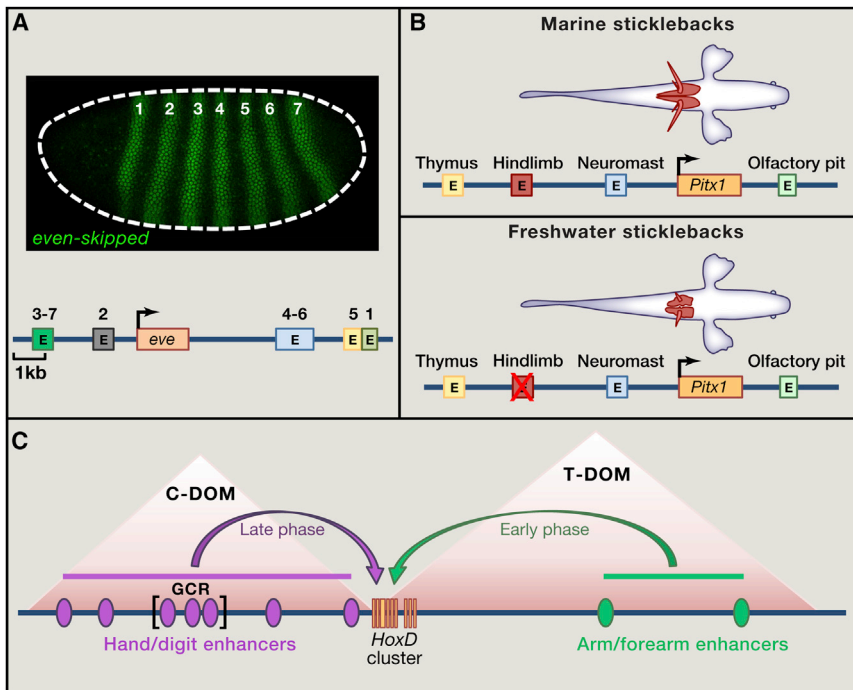 A
1 2 3 4 5 6 7
even-skipped
3-7 2 4-6 5 1
E E eve E E E
1kb
B
Marine sticklebacks
Thymus Hindlimb Neuromast Olfactory pit
E E E Pitx1 E
Freshwater sticklebacks
Thymus Hindlimb Neuromast Olfactory pit
E E E Pitx1 E
C
C-DOM
T-DOM
Late phase
Early phase
GCR
[ ]
Hand/digit enhancers
HoxD
cluster
Arm/forearm enhancers